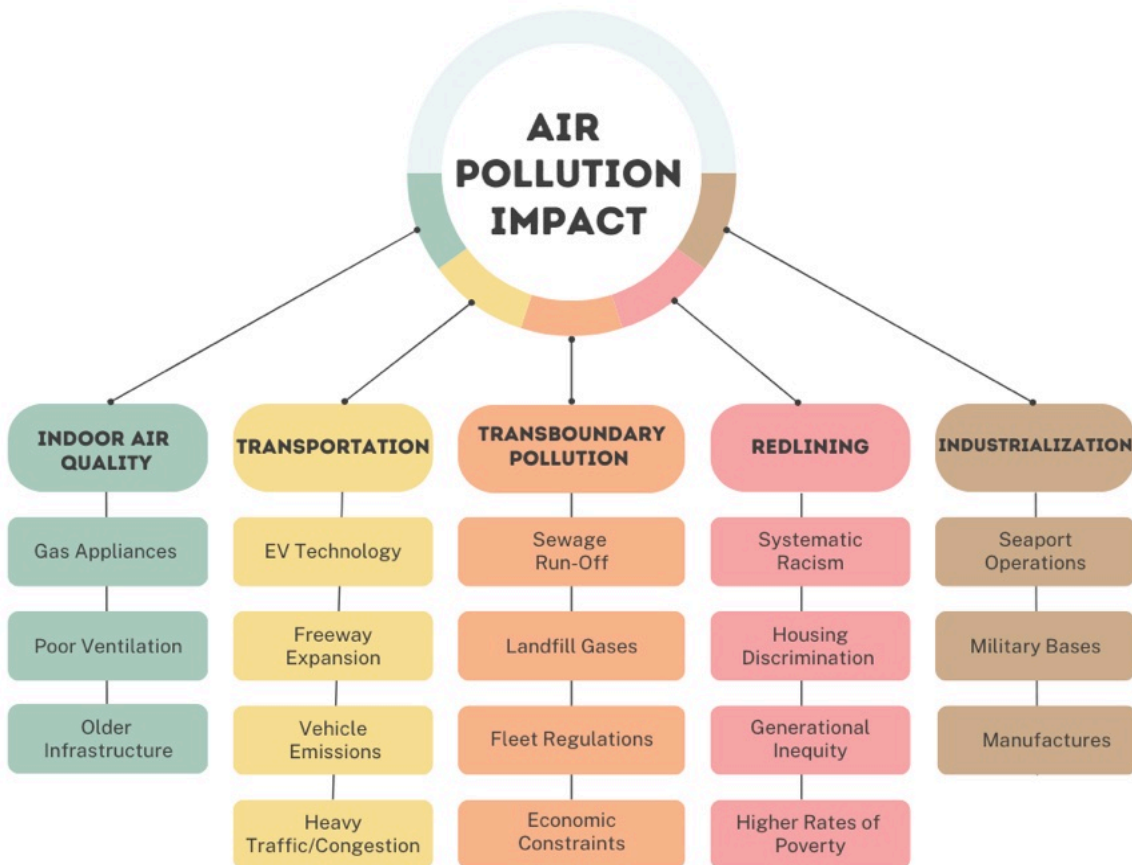 AIR
POLLUTION
IMPACT
INDOOR AIR
QUALITY
Gas Appliances
Poor Ventilation
Older
Infrastructure
TRANSPORTATION
EV Technology
Freeway
Expansion
Vehicle
Emissions
Heavy
Traffic/Congestion
TRANSBOUNDARY
POLLUTION
Sewage
Run-Off
Landfill Gases
Fleet Regulations
Economic
Constraints
REDLINING
Systematic
Racism
Housing
Discrimination
Generational
Inequity
Higher Rates of
Poverty
INDUSTRIALIZATION
Seaport
Operations
Military Bases
Manufactures